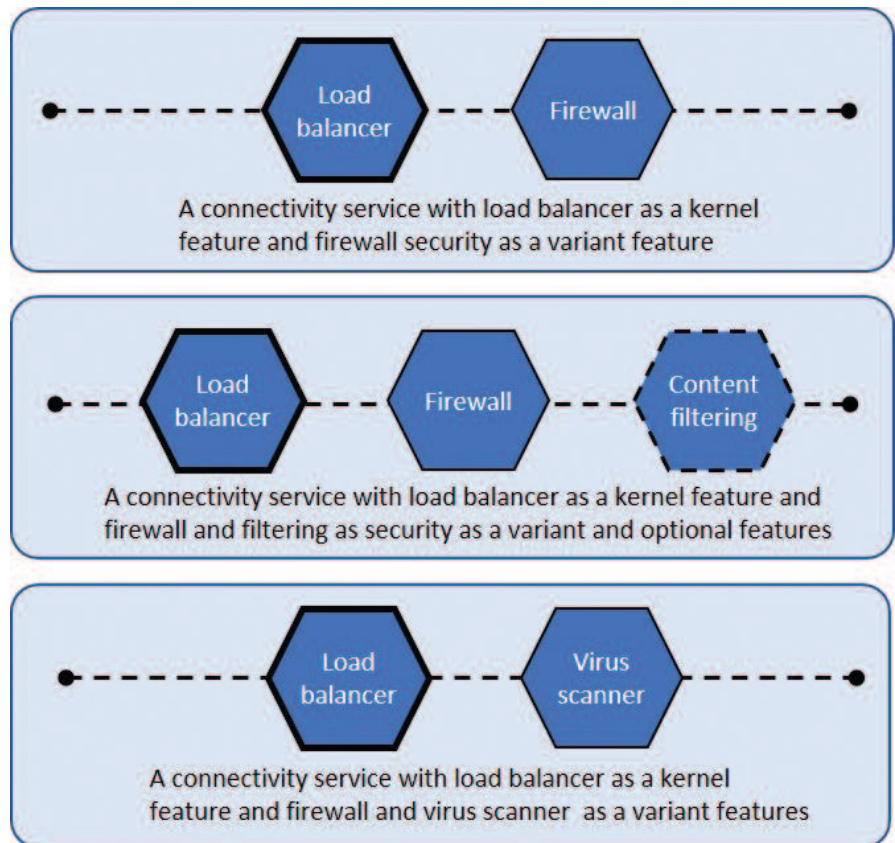 Load
balancer
Firewall
A connectivity service with load balancer as a kernel
feature and firewall security as a variant feature
Load
balancer
Firewall
Content
filtering
A connectivity service with load balancer as a kernel feature and
firewall and filtering as security as a variant and optional features
Load
balancer
Virus
scanner
A connectivity service with load balancer as a kernel
feature and firewall and virus scanner as a variant features